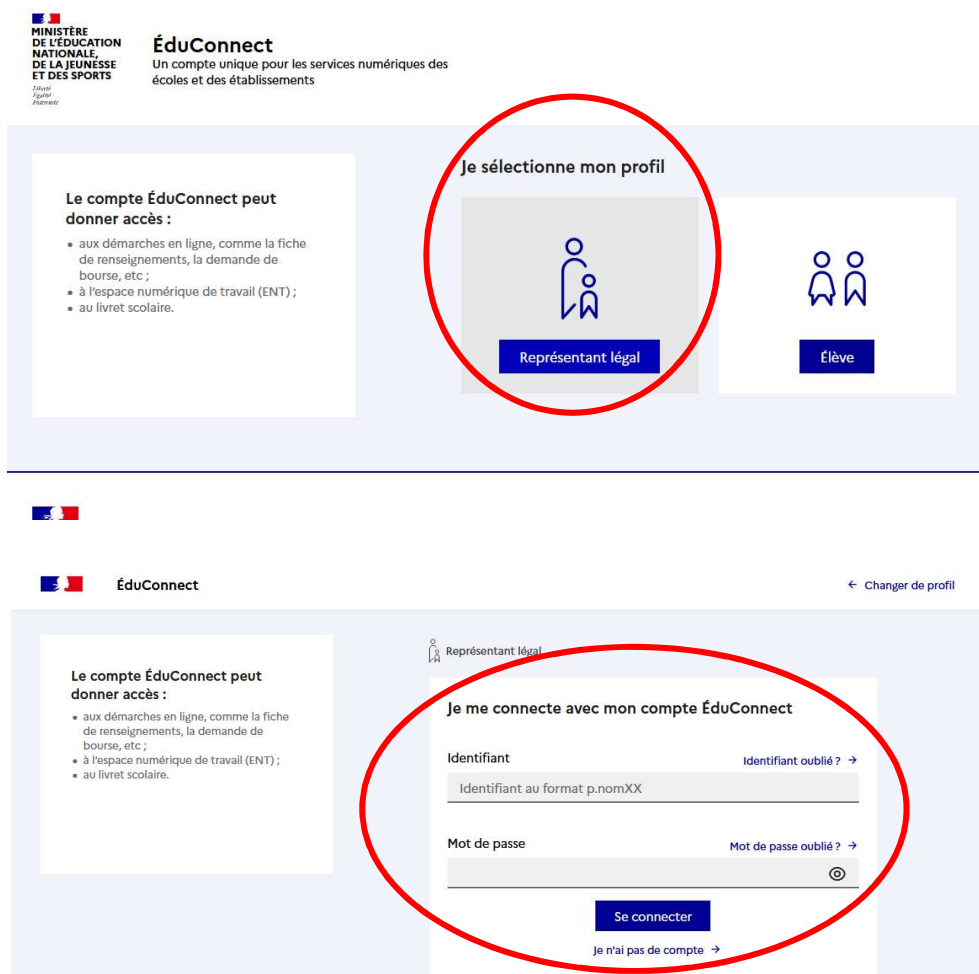 MINISTÈRE
DE L'ÉDUCATION
NATIONALE,
DE LA JEUNESSE
ET DES SPORTS
Liberté
Égalité
Fraternité
ÉduConnect
Un compte unique pour les services numériques des
écoles et des établissements
Le compte ÉduConnect peut
donner accès :
• aux démarches en ligne, comme la fiche
de renseignements, la demande de
bourse, etc ;
• à l'espace numérique de travail (ENT) ;
• au livret scolaire.
Je sélectionne mon profil
Représentant légal
Élève
ÉduConnect
← Changer de profil
Le compte ÉduConnect peut
donner accès :
• aux démarches en ligne, comme la fiche
de renseignements, la demande de
bourse, etc ;
• à l'espace numérique de travail (ENT) ;
• au livret scolaire.
Représentant légal
Je me connecte avec mon compte ÉduConnect
Identifiant
Identifiant oublié ? →
Identifiant au format p.nomXX
Mot de passe
Mot de passe oublié ? →
Se connecter
Je n'ai pas de compte →